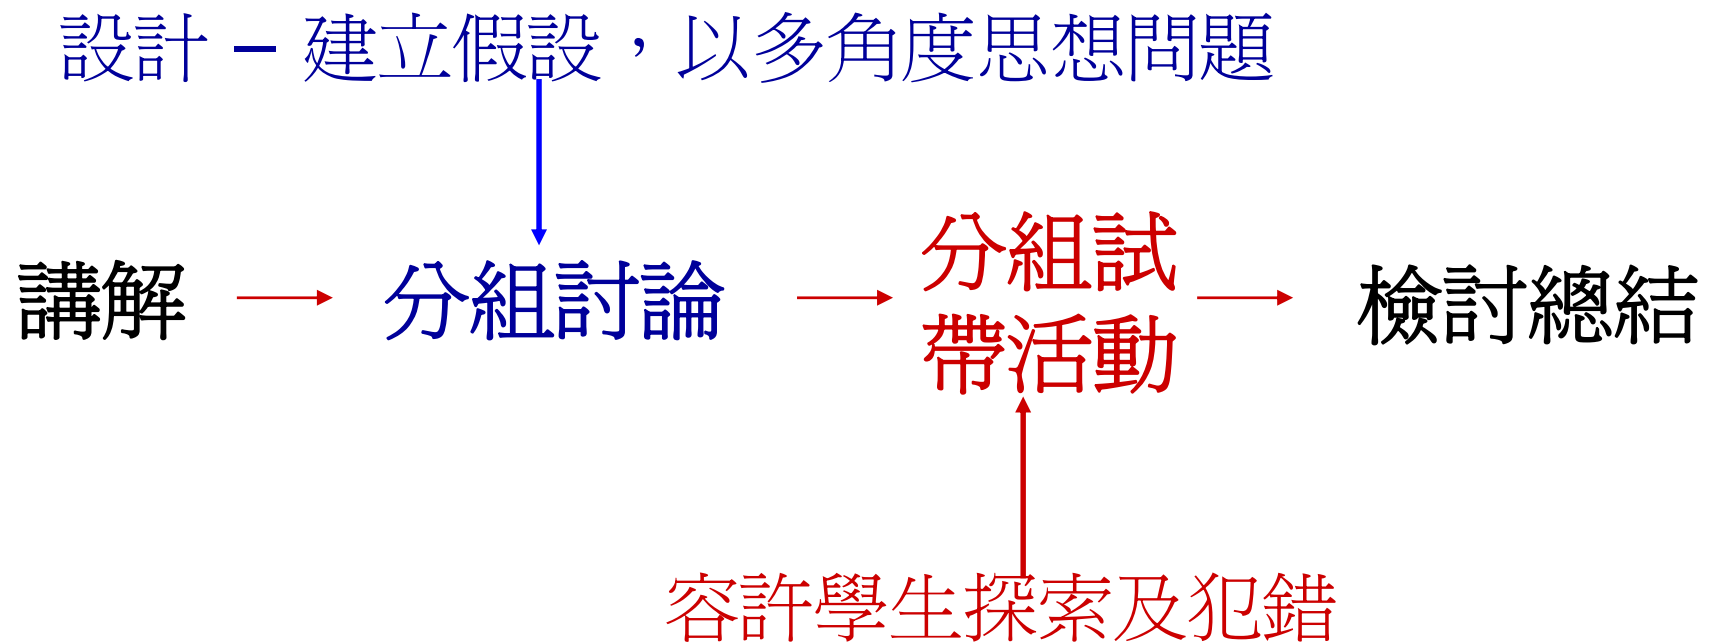 設計 – 建立假設，以多角度思想問題
講解
分組討論
分組試
帶活動
檢討總結
容許學生探索及犯錯